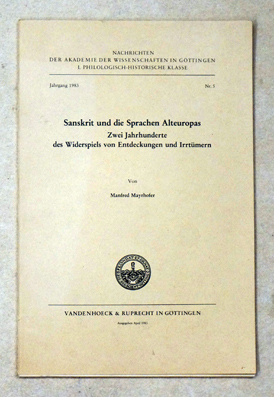 NACHRICHTEN
DER AKADEMIE DER WISSENSCHAFTEN IN GÖTTINGEN
I. PHILOLOGISCH-HISTORISCHE KLASSE
Jahrgang 1983 Nr. 5
Sanskrit und die Sprachen Alteuropas
Zwei Jahrhunderte
des Widerspiels von Entdeckungen und Irrtümern
Von
Manfred Mayrhofer
VANDENHOECK & RUPRECHT IN GÖTTINGEN